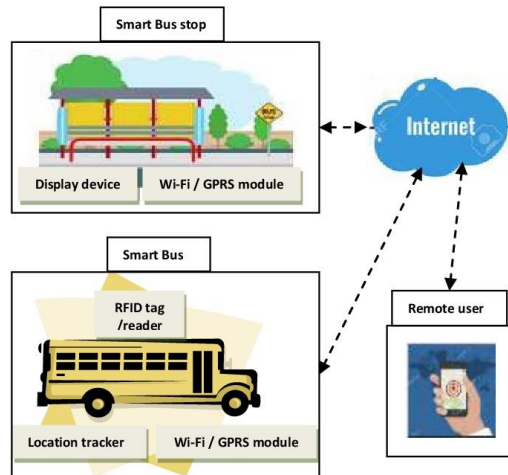 Smart Bus stop
BUS
Internet
Display device
Wi-Fi / GPRS module
Smart Bus
RFID tag
/reader
Remote user
Location tracker
Wi-Fi / GPRS module